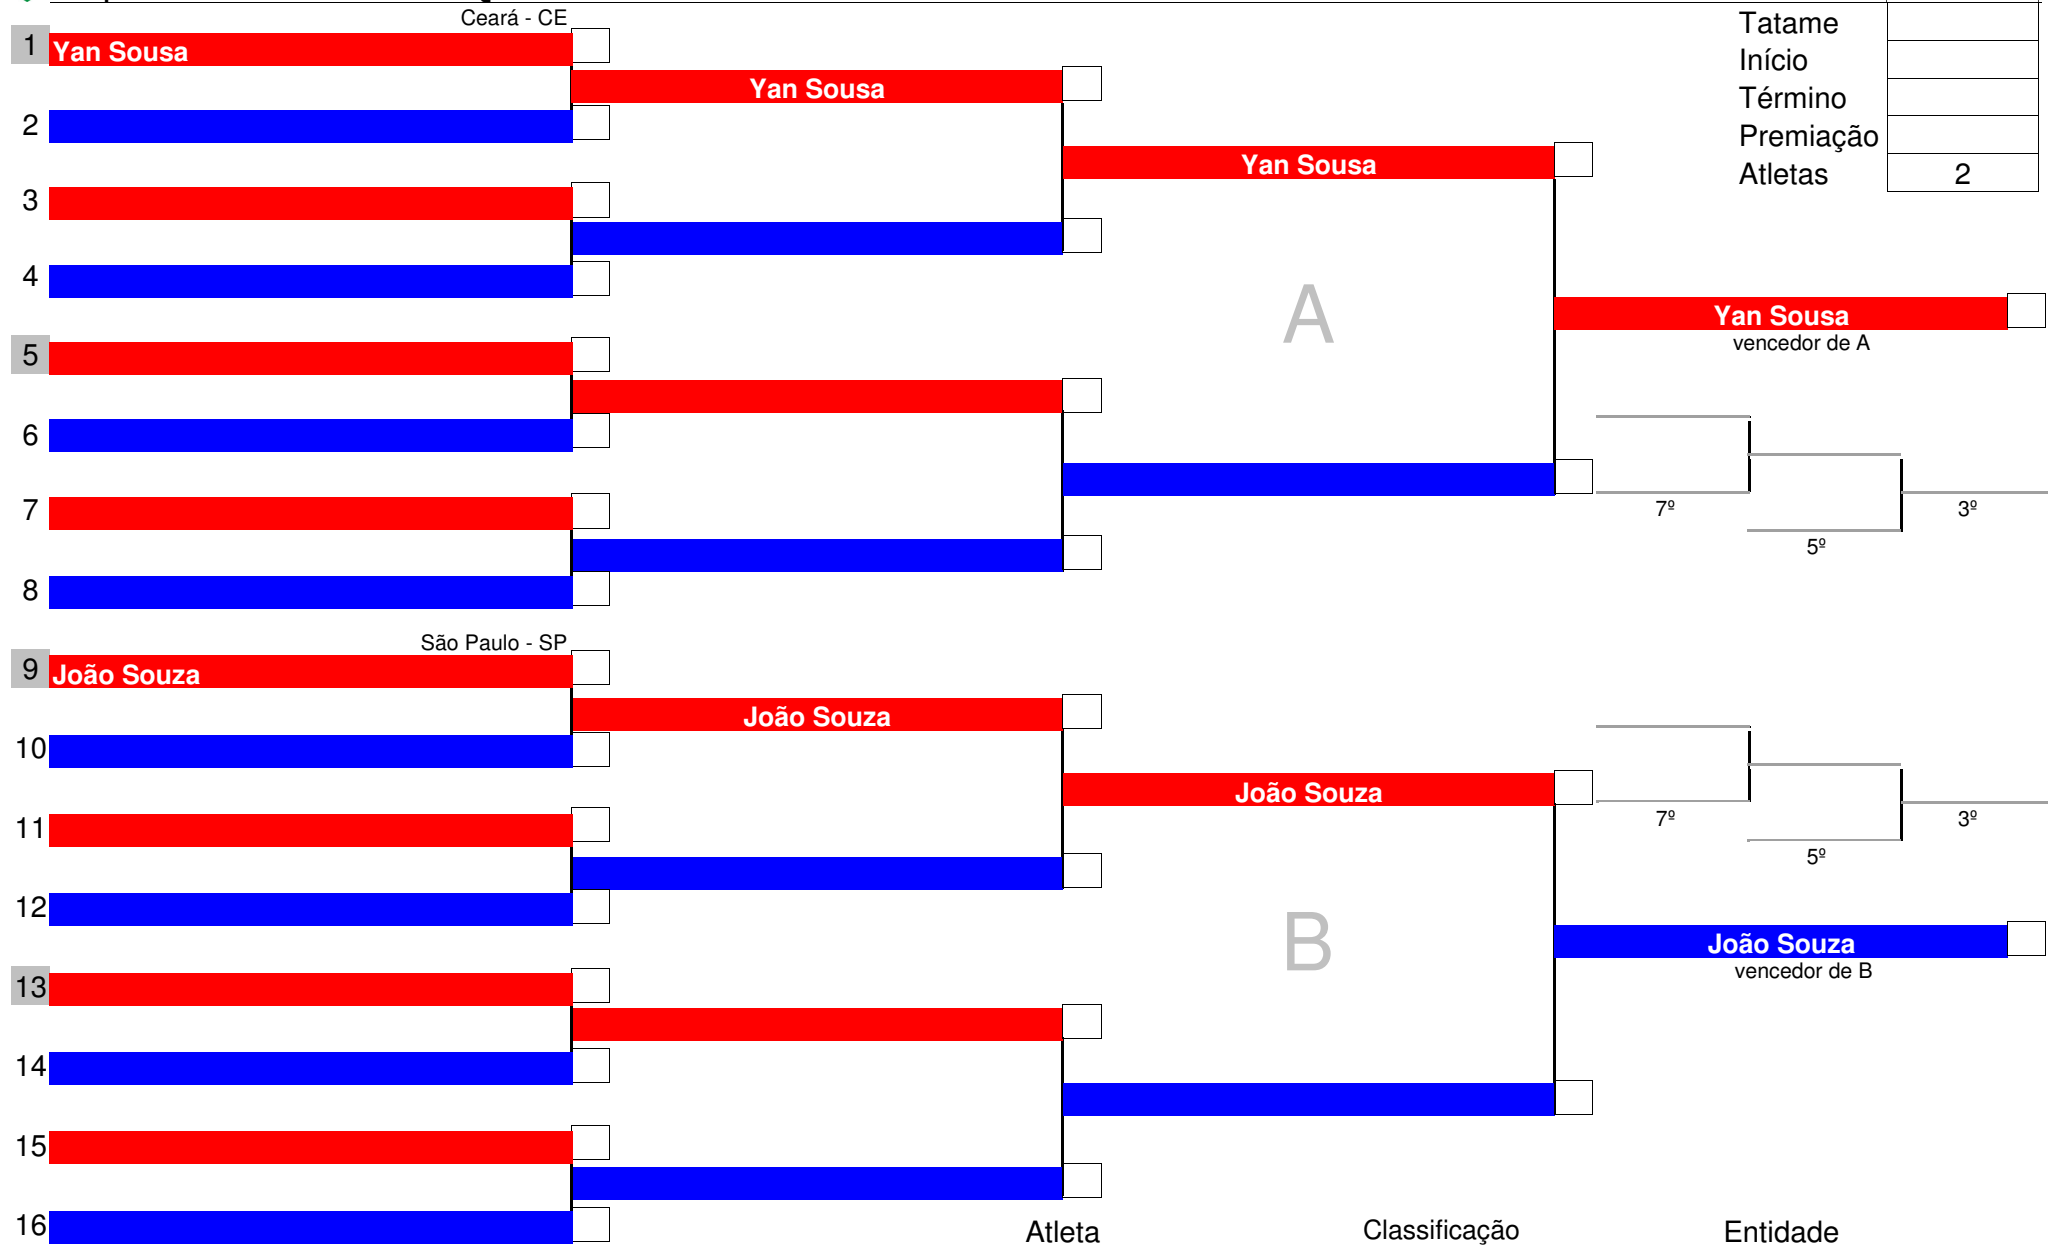 Ceará - CE
Tatame
1 Yan Sousa
Início
Yan Sousa
Término
2
Premiação
Yan Sousa
Atletas 2
3
4
A
Yan Sousa
vencedor de A
5
6
7
7º 3º
5º
8
São Paulo - SP
9 João Souza
João Souza
10
João Souza
11
7º 3º
5º
12
B
João Souza
vencedor de B
13
14
15
16
Atleta Classificação Entidade